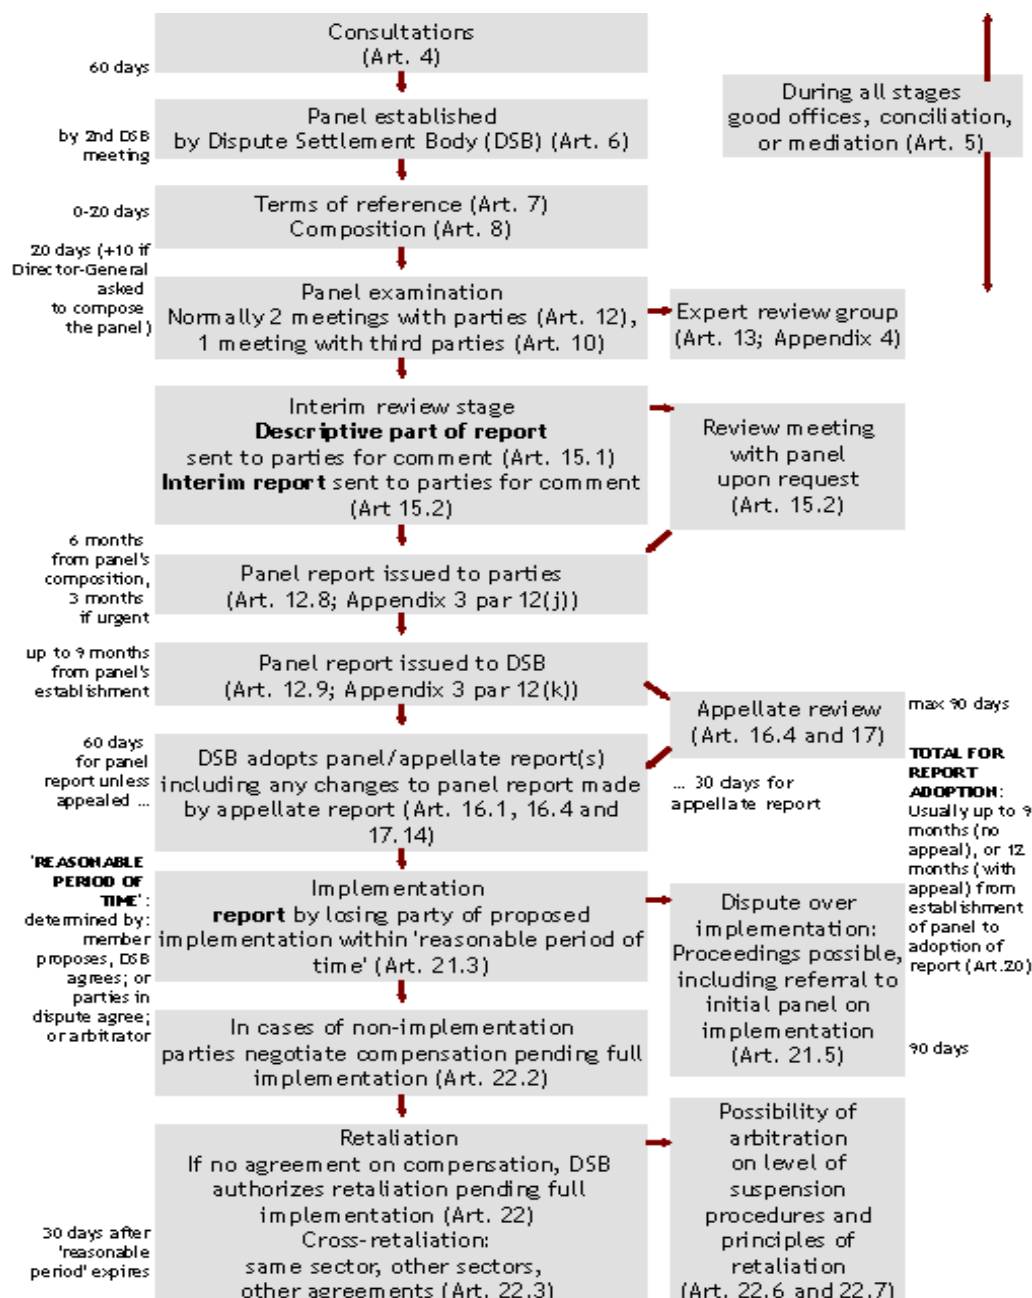 Consultations
(Art. 4)
60 days
During all stages
good offices, conciliation,
or mediation (Art. 5)
Panel established
by Dispute Settlement Body (DSB) (Art. 6)
by 2nd DSB
meeting
Terms of reference (Art. 7)
Composition (Art. 8)
0-20 days
20 days (+10 if
Director-General
asked
to compose
the panel)
Panel examination
Normally 2 meetings with parties (Art. 12),
1 meeting with third parties (Art. 10)
Expert review group
(Art. 13; Appendix 4)
Interim review stage
Descriptive part of report
sent to parties for comment (Art. 15.1)
Interim report sent to parties for comment
(Art 15.2)
Review meeting
with panel
upon request
(Art. 15.2)
6 months
from panel's
composition,
3 months
if urgent
Panel report issued to parties
(Art. 12.8; Appendix 3 par 12(j))
up to 9 months
from panel's
establishment
Panel report issued to DSB
(Art. 12.9; Appendix 3 par 12(k))
Appellate review
(Art. 16.4 and 17)
max 90 days
60 days
for panel
report unless
appealed ...
DSB adopts panel/appellate report(s)
including any changes to panel report made
by appellate report (Art. 16.1, 16.4 and
17.14)
... 30 days for
appellate report
TOTAL FOR
REPORT
ADOPTION:
Usually up to 9
months (no
appeal), or 12
months (with
appeal) from
establishment
of panel to
adoption of
report (Art.20)
'REASONABLE
PERIOD OF
TIME':
determined by:
member
proposes, DSB
agrees; or
parties in
dispute agree;
or arbitrator
Implementation
report by losing party of proposed
implementation within 'reasonable period of
time' (Art. 21.3)
Dispute over
implementation:
Proceedings possible,
including referral to
initial panel on
implementation
(Art. 21.5)
90 days
In cases of non-implementation
parties negotiate compensation pending full
implementation (Art. 22.2)
Retaliation
If no agreement on compensation, DSB
authorizes retaliation pending full
implementation (Art. 22)
Cross-retaliation:
same sector, other sectors,
other agreements (Art. 22.3)
30 days after
'reasonable
period' expires
Possibility of
arbitration
on level of
suspension
procedures and
principles of
retaliation
(Art. 22.6 and 22.7)